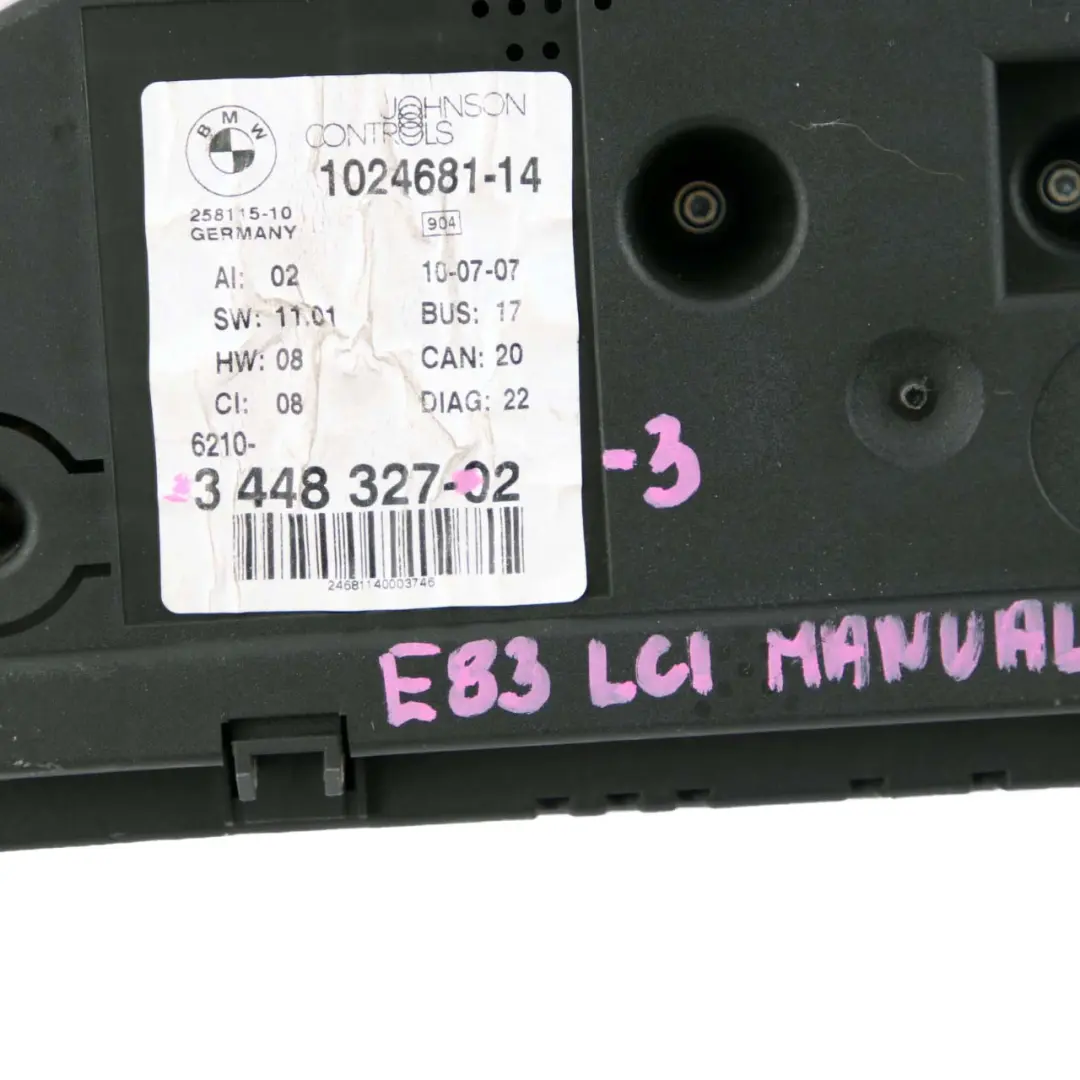 BMW
JOHNSON
CONTROLS
1024681-14
258115-10
GERMANY
904
AI: 02 10-07-07
SW: 11.01 BUS: 17
HW: 08 CAN: 20
CI: 08 DIAG: 22
6210-
3 448 327-02
-3
24681140003746
E83 LCI MANUAL